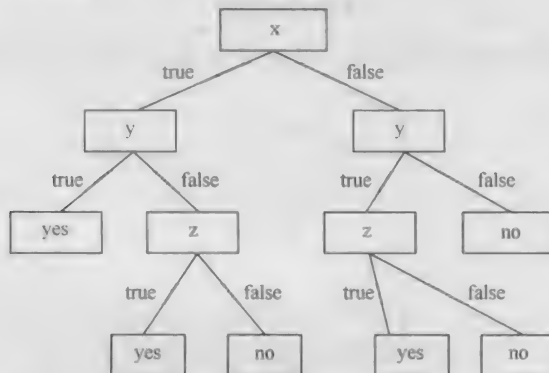 x
true false
y y
true false true false
yes z z no
true false true false
yes no yes no